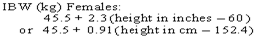 IBW (kg) Females:
45.5 + 2.3(height in inches – 60)
or 45.5 + 0.91(height in cm – 152.4)